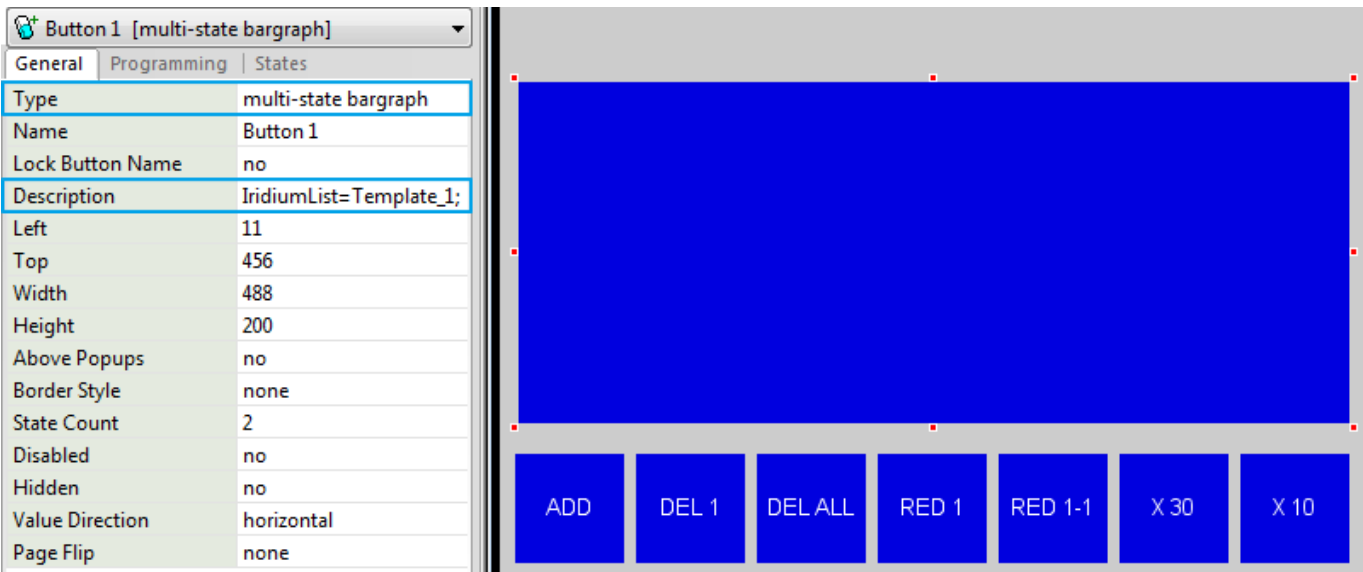 Button 1 [multi-state bargraph]
General Programming States
Type multi-state bargraph
Name Button 1
Lock Button Name no
Description IridiumList=Template_1;
Left 11
Top 456
Width 488
Height 200
Above Popups no
Border Style none
State Count 2
Disabled no
Hidden no
Value Direction horizontal
Page Flip none
ADD DEL 1 DEL ALL RED 1 RED 1-1 X 30 X 10